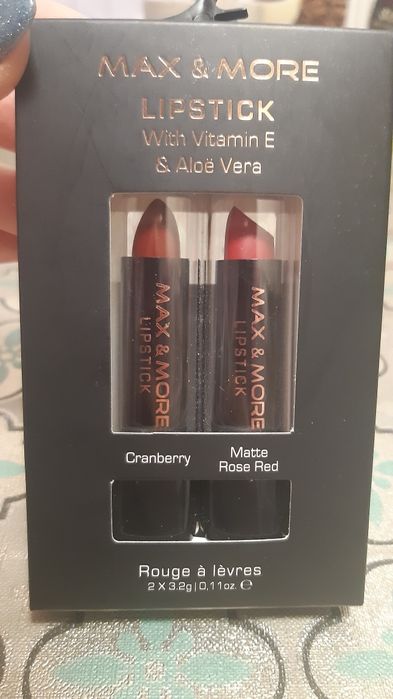 MAX & MORE
LIPSTICK
With Vitamin E
& Aloë Vera
MAX & MORE
LIPSTICK
MAX & MORE
LIPSTICK
Cranberry
Matte
Rose Red
Rouge à lèvres
2 X 3.2g | 0,11oz. ℮